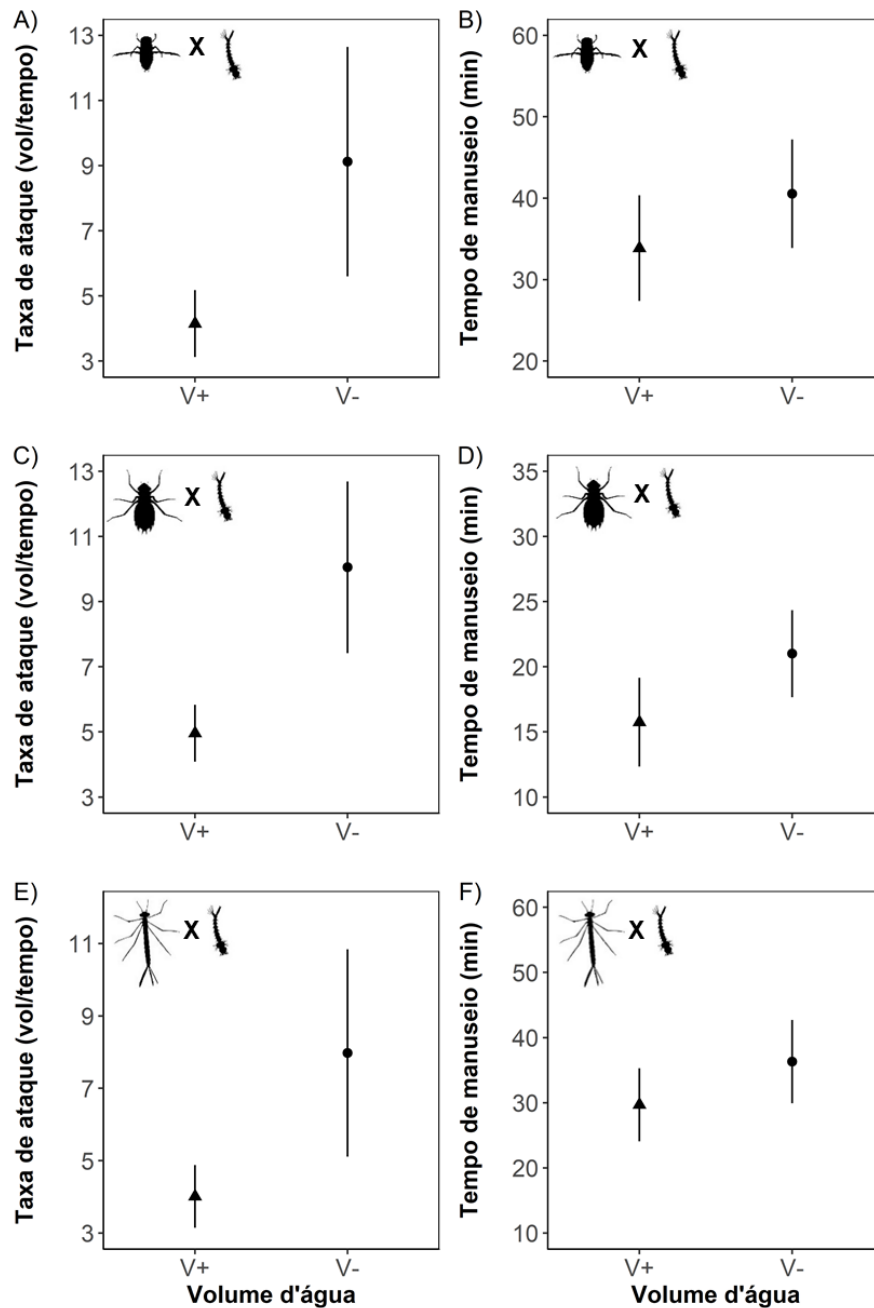 A)
Taxa de ataque (vol/tempo)
13
11
9
7
5
3
X
V+
V-
B)
Tempo de manuseio (min)
60
50
40
30
20
X
V+
V-
C)
Taxa de ataque (vol/tempo)
13
11
9
7
5
3
X
V+
V-
D)
Tempo de manuseio (min)
35
30
25
20
15
10
X
V+
V-
E)
Taxa de ataque (vol/tempo)
11
9
7
5
3
X
V+
V-
Volume d'água
F)
Tempo de manuseio (min)
60
50
40
30
20
10
X
V+
V-
Volume d'água